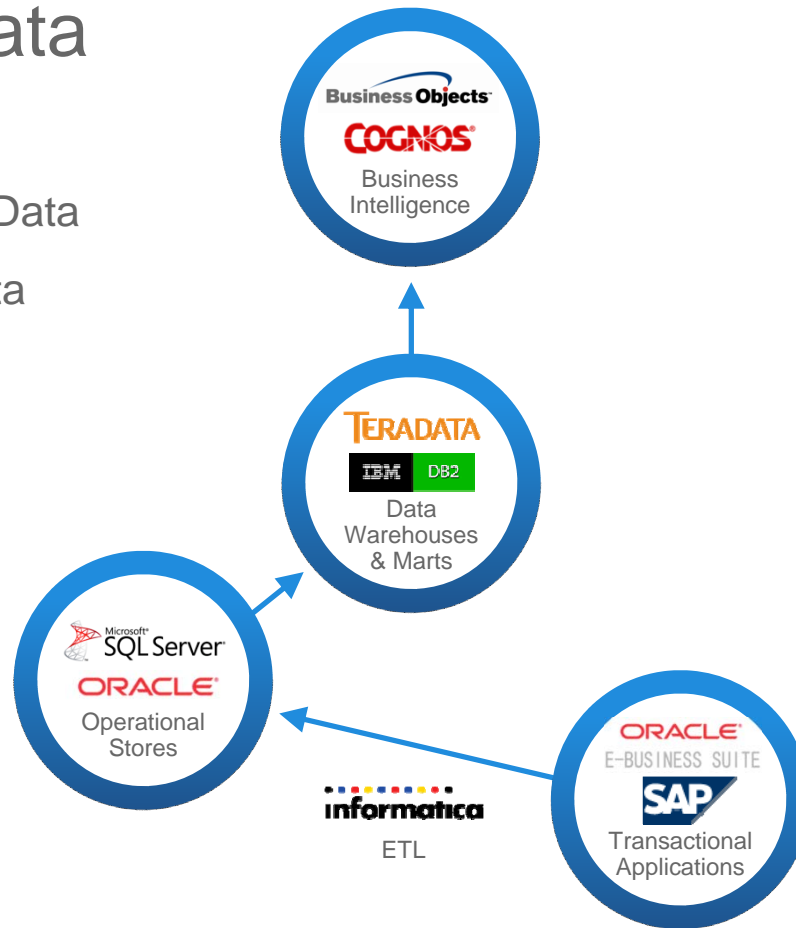 ata
Data
ta
Business Objects
COGNOS
Business
Intelligence
TERADATA
IBM DB2
Data
Warehouses
& Marts
Microsoft
SQL Server
ORACLE
Operational
Stores
informatica
ETL
ORACLE
E-BUSINESS SUITE
SAP
Transactional
Applications